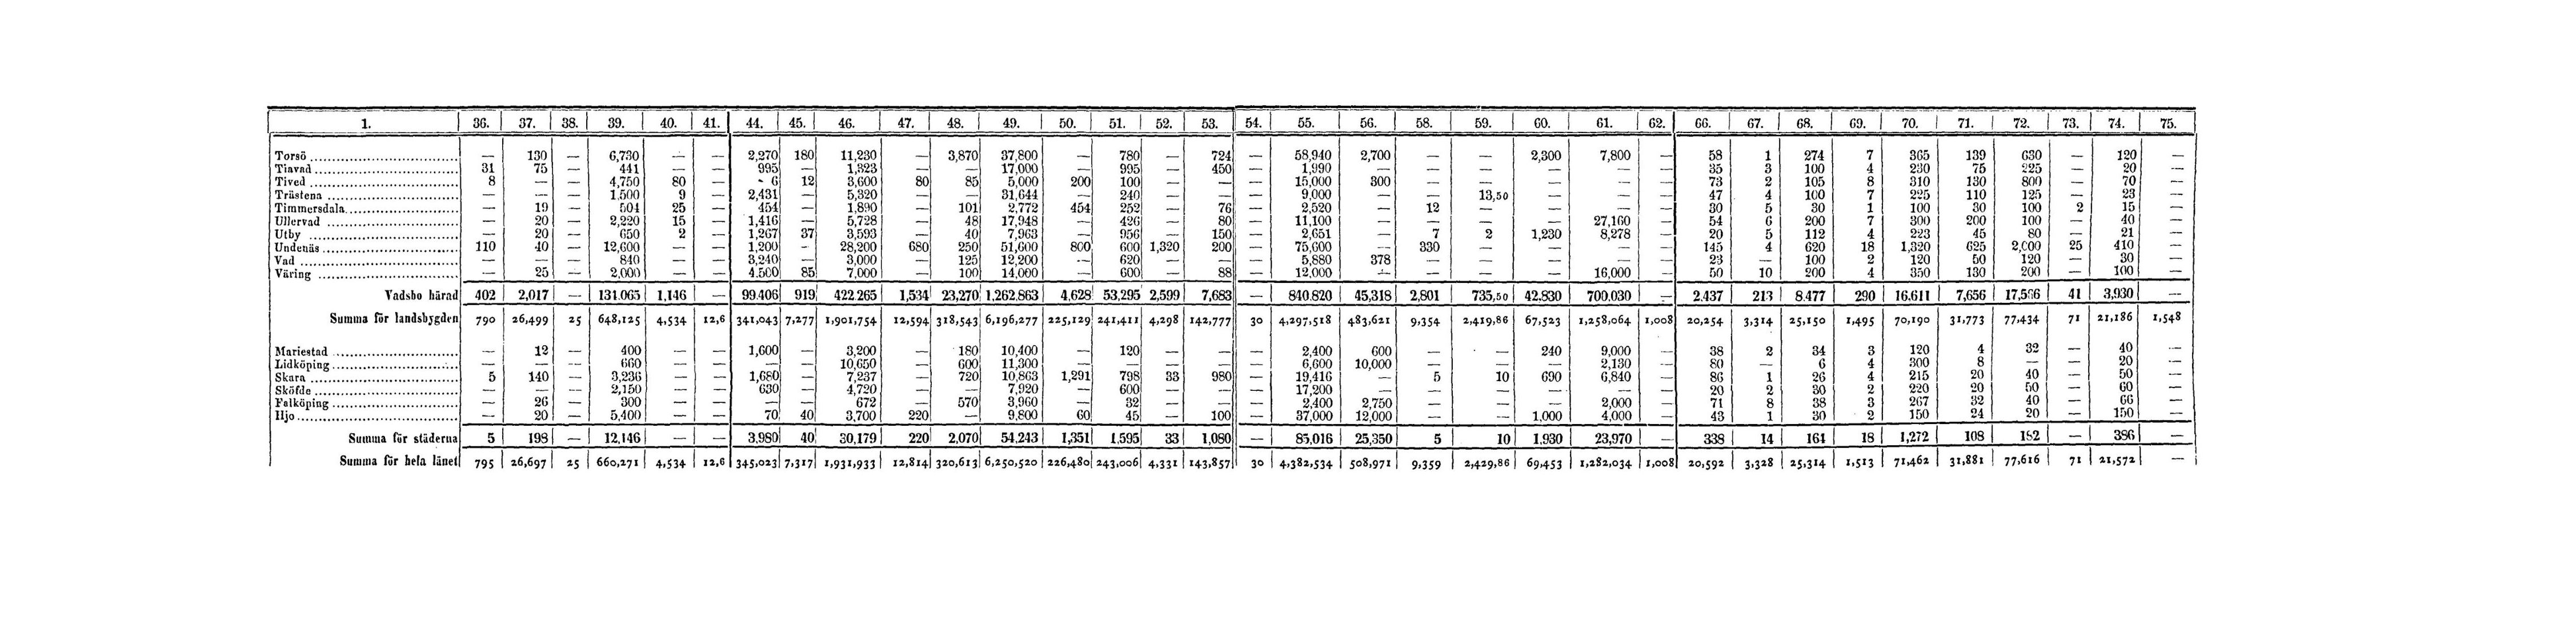 1. 36. 37. 38. 39. 40. 41. 44. 45. 46. 47. 48. 49. 50. 51. 52. 53. 54. 55. 56. 58. 59. 60. 61. 62. 66. 67. 68. 69. 70. 71. 72. 73. 74. 75.
Torsö — 130 — 6,730 — — 2,270 180 11,230 — 3,870 37,800 — 780 — 724 — 58,940 2,700 — — 2,300 7,800 — 58 1 274 7 365 139 630 — 120 —
Tiavad 31 75 — 441 — — 995 — 1,323 — — 17,000 — 995 — 450 — 1,990 — — — — — — 35 3 100 4 230 75 225 — 20 —
Tived 8 — — 4,750 80 — 6 12 3,600 80 85 5,000 200 100 — — — 15,000 300 — — — — — 73 2 105 8 310 130 800 — 70 —
Trästena — — — 1,500 9 — 2,431 — 5,320 — — 31,644 — 240 — — — 9,000 — — 13,50 — — — 47 4 100 7 225 110 125 — 23 —
Timmersdala — 19 — 504 25 — 454 — 1,890 — 101 2,772 454 252 — 76 — 2,520 — 12 — — — — 30 5 30 1 100 30 100 2 15 —
Ullervad — 20 — 2,220 15 — 1,416 — 5,728 — 48 17,948 — 426 — 80 — 11,100 — — — — 27,160 — 54 6 200 7 300 200 100 — 40 —
Utby — 20 — 650 2 — 1,267 37 3,593 — 40 7,963 — 956 — 150 — 2,651 — 7 2 1,230 8,278 — 20 5 112 4 223 45 80 — 21 —
Undenäs 110 40 — 12,600 — — 1,200 - 28,200 680 250 51,600 800 600 1,320 200 — 75,600 — 330 — — — — 145 4 620 18 1,320 625 2,000 25 410 —
Vad — — — 840 — — 3,240 — 3,000 — 125 12,200 — 620 — — — 5,880 378 — — — — — 23 — 100 2 120 50 120 — 30 —
Väring — 25 — 2,000 — — 4,500 85 7,000 — 100 14,000 — 600 — 88 — 12,000 — — — — 16,000 — 50 10 200 4 350 130 200 — 100 —
Vadsbo härad 402 2,017 — 131.065 1,146 — 99.406 919 422.265 1,534 23,270 1,262.863 4,628 53,295 2,599 7,683 — 840.820 45,318 2,801 735,50 42.830 700.030 — 2.437 213 8.477 290 16.611 7,656 17,566 41 3,930 —
Summa för landsbygden 790 26,499 25 648,125 4,534 12,6 341,043 7,277 1,901,754 12,594 318,543 6,196,277 225,129 241,411 4,298 142,777 30 4,297,518 483,621 9,354 2,419,86 67,523 1,258,064 1,008 20,254 3,314 25,150 1,495 70,190 31,773 77,434 71 21,186 1,548
Mariestad — 12 — 400 — — 1,600 — 3,200 — 180 10,400 — 120 — — — 2,400 600 — — 240 9,000 — 38 2 34 3 120 4 32 — 40 —
Lidköping — — — 660 — — — — 10,650 — 600 11,300 — — — — — 6,600 10,000 — — — 2,130 — 80 — 6 4 300 8 — — 20 —
Skara 5 140 — 3,236 — — 1,680 — 7,237 — 720 10,863 1,291 798 33 980 — 19,416 — 5 10 690 6,840 — 86 1 26 4 215 20 40 — 50 —
Sköfde — — — 2,150 — — 630 — 4,720 — — 7,920 — 600 — — — 17,200 — — — — — — 20 2 30 2 220 20 50 — 60 —
Falköping — 26 — 300 — — — — 672 — 570 3,960 — 32 — — — 2,400 2,750 — — — 2,000 — 71 8 38 3 267 32 40 — 66 —
Hjo — 20 — 5,400 — — 70 40 3,700 220 — 9,800 60 45 — 100 — 37,000 12,000 — — 1,000 4,000 — 43 1 30 2 150 24 20 — 150 —
Summa för städerna 5 198 — 12,146 — — 3,980 40 30,179 220 2,070 54,243 1,351 1,595 33 1,080 — 85,016 25,350 5 10 1,930 23,970 — 338 14 164 18 1,272 108 182 — 386 —
Summa för hela länet 795 26,697 25 660,271 4,534 12,6 345,023 7,317 1,931,933 12,814 320,613 6,250,520 226,480 243,006 4,331 143,857 30 4,382,534 508,971 9,359 2,429,86 69,453 1,282,034 1,008 20,592 3,328 25,314 1,513 71,462 31,881 77,616 71 21,572 —